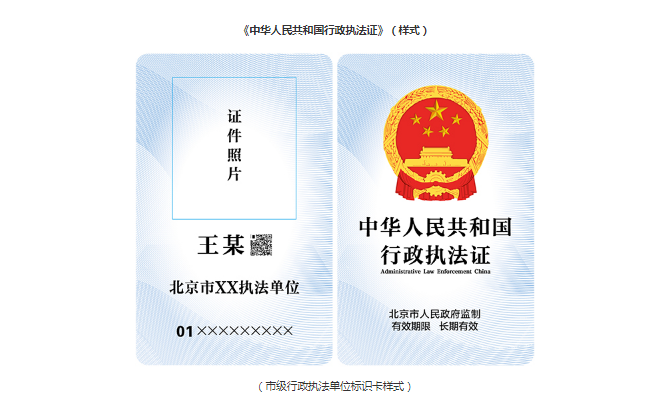 《中华人民共和国行政执法证》（样式）
证
件
照
片
王某
北京市XX执法单位
01×××××××××
中华人民共和国
行政执法证
Administrative Law Enforcement China
北京市人民政府监制
有效期限 长期有效
（市级行政执法单位标识卡样式）